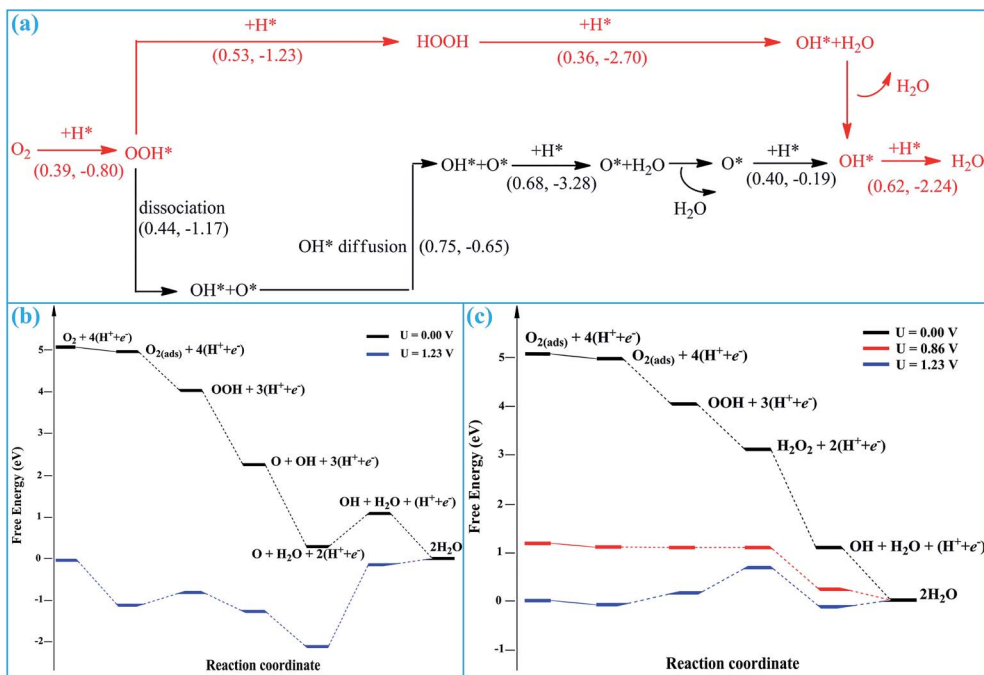 (a)
+H*
(0.53, -1.23)
HOOH
+H*
(0.36, -2.70)
OH*+H₂O
H₂O
O₂
+H*
(0.39, -0.80)
OOH*
dissociation
(0.44, -1.17)
OH*+O*
OH* diffusion
(0.75, -0.65)
OH*+O*
+H*
(0.68, -3.28)
O*+H₂O
H₂O
O*
+H*
(0.40, -0.19)
OH*
+H*
(0.62, -2.24)
H₂O
(b)
O₂ + 4(H⁺+e⁻)
O₂(ads) + 4(H⁺+e⁻)
OOH + 3(H⁺+e⁻)
O + OH + 3(H⁺+e⁻)
O + H₂O + 2(H⁺+e⁻)
OH + H₂O + (H⁺+e⁻)
2H₂O
U = 0.00 V
U = 1.23 V
Free Energy (eV)
5
4
3
2
1
0
-1
-2
Reaction coordinate
(c)
O₂(ads) + 4(H⁺+e⁻)
O₂(ads) + 4(H⁺+e⁻)
OOH + 3(H⁺+e⁻)
H₂O₂ + 2(H⁺+e⁻)
OH + H₂O + (H⁺+e⁻)
2H₂O
U = 0.00 V
U = 0.86 V
U = 1.23 V
Free Energy (eV)
5
4
3
2
1
0
-1
Reaction coordinate